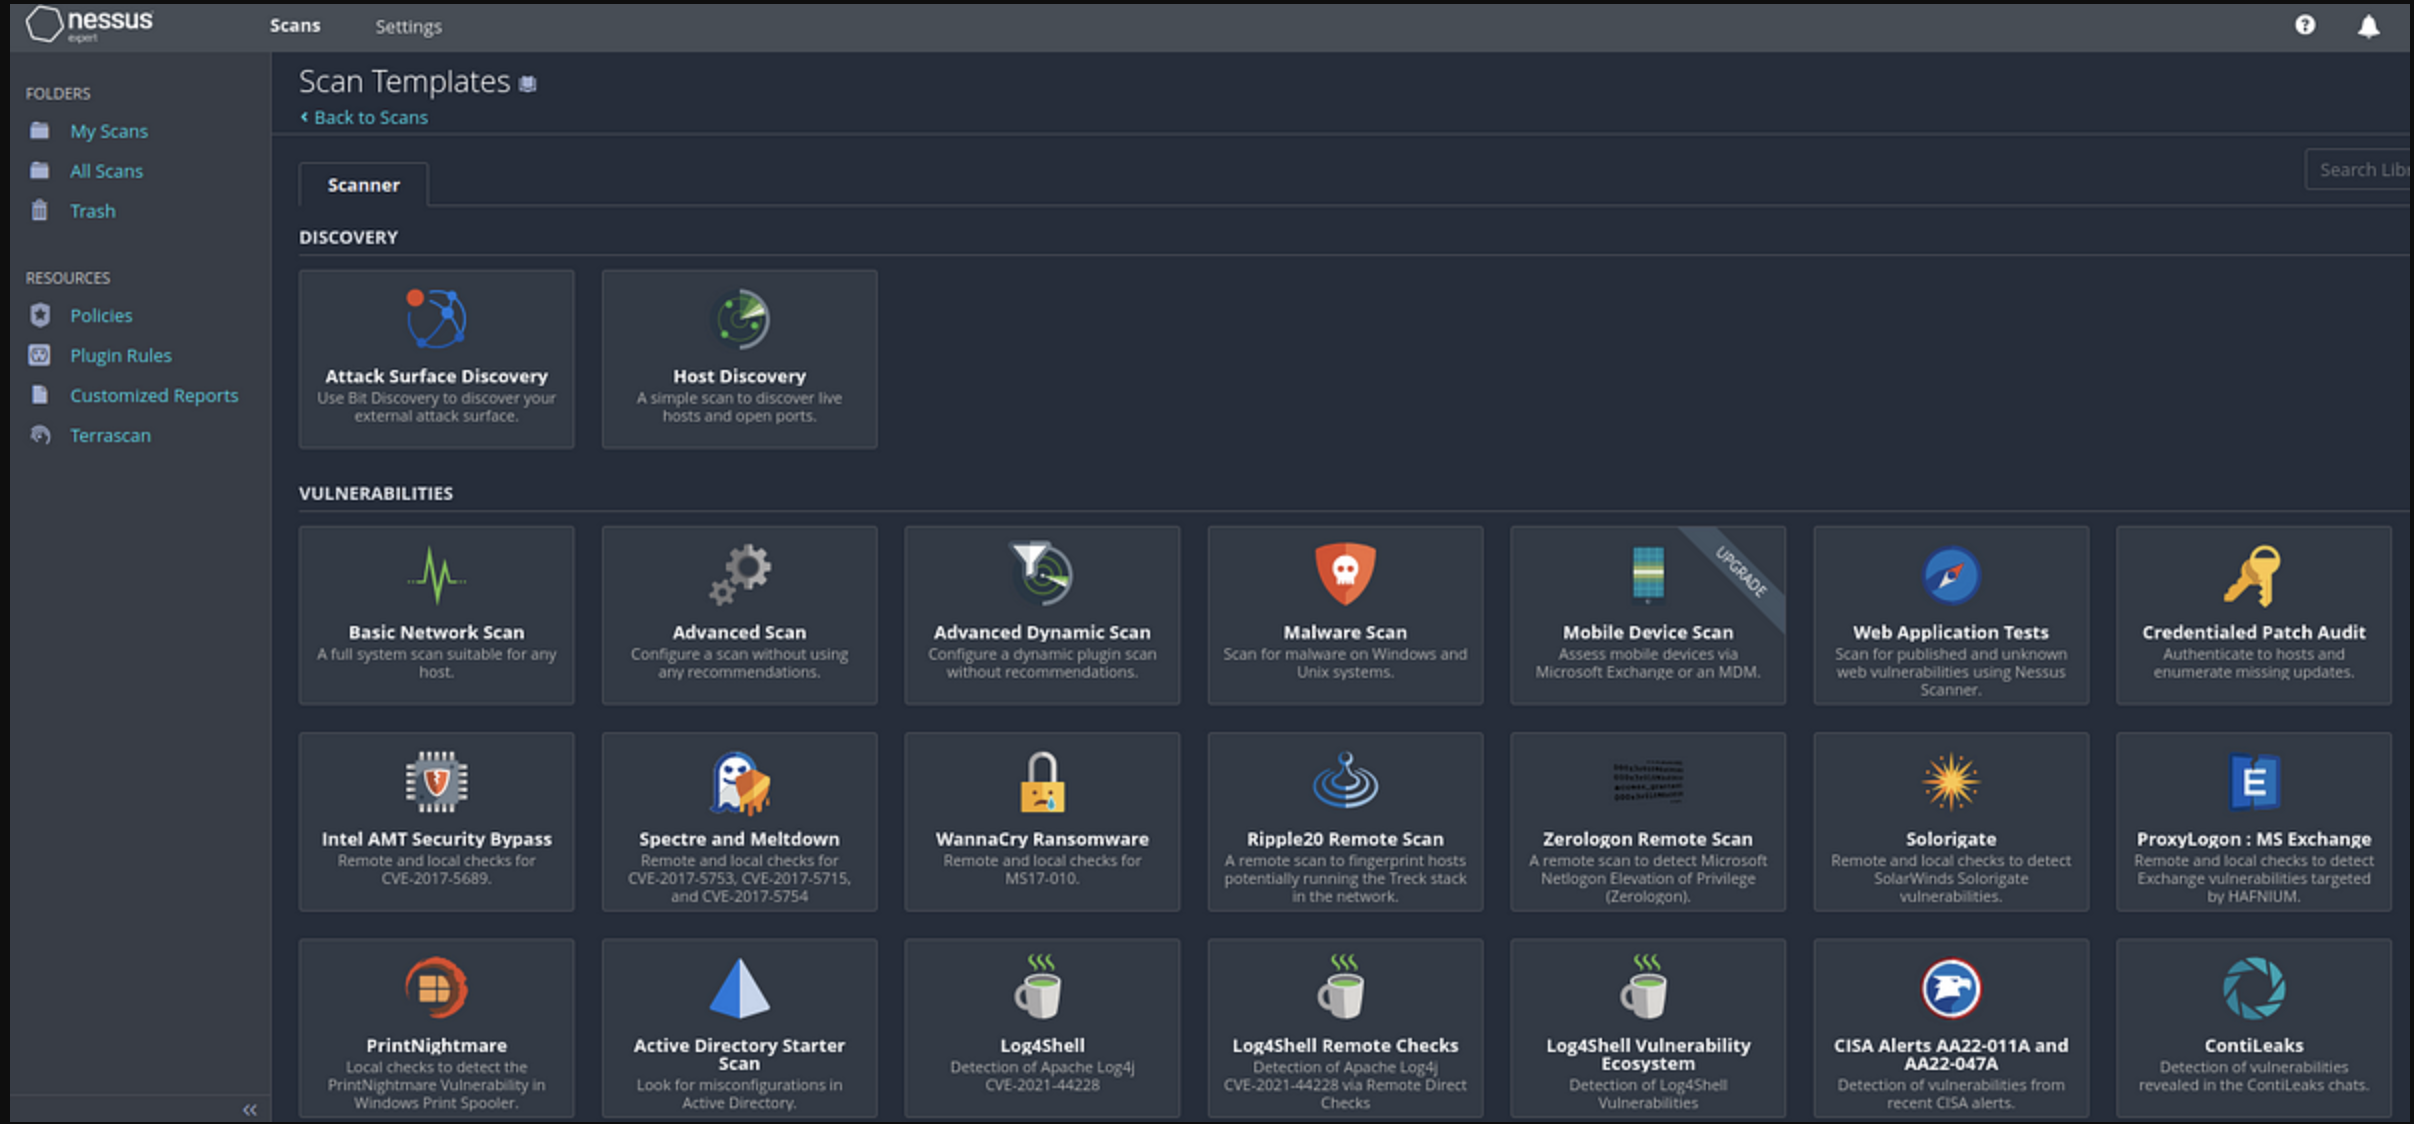 nessus
expert
Scans
Settings
FOLDERS
My Scans
All Scans
Trash
RESOURCES
Policies
Plugin Rules
Customized Reports
Terrascan
Scan Templates
Back to Scans
Scanner
Search Libr
DISCOVERY
Attack Surface Discovery
Use Bit Discovery to discover your
external attack surface.
Host Discovery
A simple scan to discover live
hosts and open ports.
VULNERABILITIES
Basic Network Scan
A full system scan suitable for any
host.
Advanced Scan
Configure a scan without using
any recommendations.
Advanced Dynamic Scan
Configure a dynamic plugin scan
without recommendations.
Malware Scan
Scan for malware on Windows and
Unix systems.
UPGRADE
Mobile Device Scan
Assess mobile devices via
Microsoft Exchange or an MDM.
Web Application Tests
Scan for published and unknown
web vulnerabilities using Nessus
Scanner.
Credentialed Patch Audit
Authenticate to hosts and
enumerate missing updates.
Intel AMT Security Bypass
Remote and local checks for
CVE-2017-5689.
Spectre and Meltdown
Remote and local checks for
CVE-2017-5753, CVE-2017-5715,
and CVE-2017-5754
WannaCry Ransomware
Remote and local checks for
MS17-010.
Ripple20 Remote Scan
A remote scan to fingerprint hosts
potentially running the Treck stack
in the network.
Zerologon Remote Scan
A remote scan to detect Microsoft
Netlogon Elevation of Privilege
(Zerologon).
Solorigate
Remote and local checks to detect
SolarWinds Solorigate
vulnerabilities.
E
ProxyLogon : MS Exchange
Remote and local checks to detect
Exchange vulnerabilities targeted
by HAFNIUM.
PrintNightmare
Local checks to detect the
PrintNightmare Vulnerability in
Windows Print Spooler.
Active Directory Starter
Scan
Look for misconfigurations in
Active Directory.
Log4Shell
Detection of Apache Log4j
CVE-2021-44228
Log4Shell Remote Checks
Detection of Apache Log4j
CVE-2021-44228 via Remote Direct
Checks
Log4Shell Vulnerability
Ecosystem
Detection of Log4Shell
Vulnerabilities
CISA Alerts AA22-011A and
AA22-047A
Detection of vulnerabilities from
recent CISA alerts.
ContiLeaks
Detection of vulnerabilities
revealed in the ContiLeaks chats.